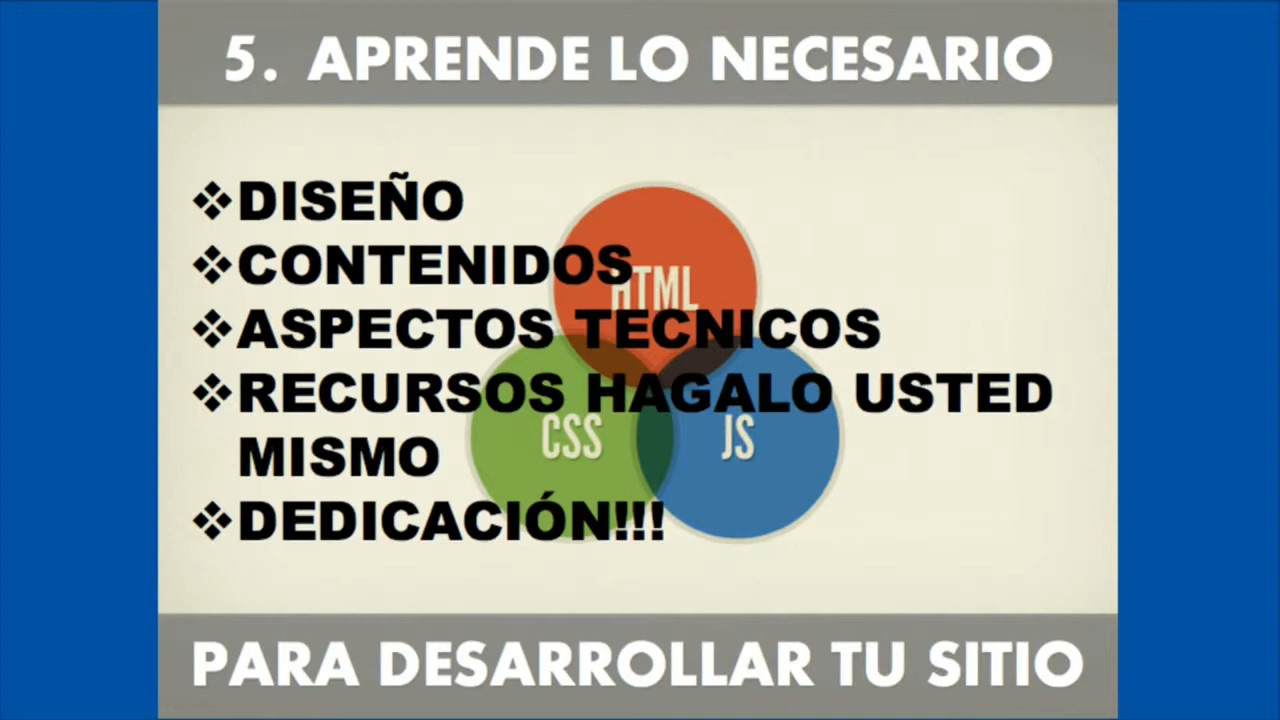 5. APRENDE LO NECESARIO
❖DISEÑO
❖CONTENIDOS
HTML
❖ASPECTOS TECNICOS
❖RECURSOS HAGALO USTED
CSS JS
MISMO
❖DEDICACIÓN!!!
PARA DESARROLLAR TU SITIO